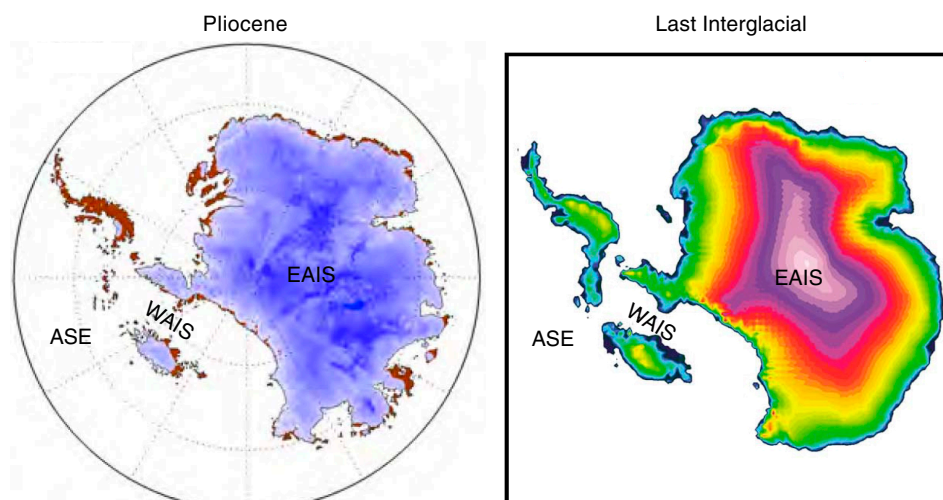 Pliocene
Last Interglacial
EAIS
WAIS
ASE
EAIS
WAIS
ASE